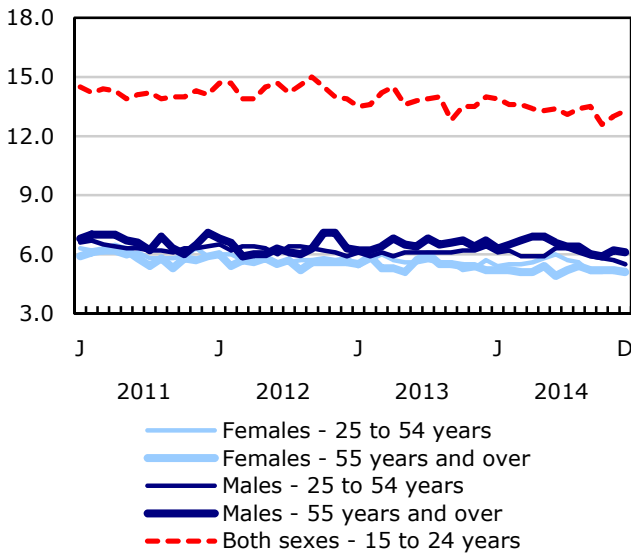 18.0
15.0
12.0
9.0
6.0
3.0
J J J J D
2011 2012 2013 2014
Females - 25 to 54 years
Females - 55 years and over
Males - 25 to 54 years
Males - 55 years and over
Both sexes - 15 to 24 years